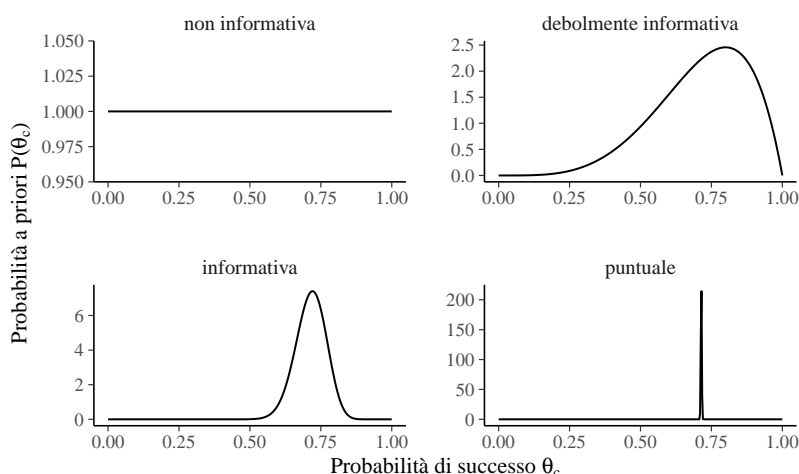 non informativa
debolmente informativa
1.050
1.025
1.000
0.975
0.950
0.00 0.25 0.50 0.75 1.00
2.5
2.0
1.5
1.0
0.5
0.0
0.00 0.25 0.50 0.75 1.00
Probabilità a priori P(θc)
informativa
puntuale
6
4
2
0
0.00 0.25 0.50 0.75 1.00
200
150
100
50
0
0.00 0.25 0.50 0.75 1.00
Probabilità di successo θc